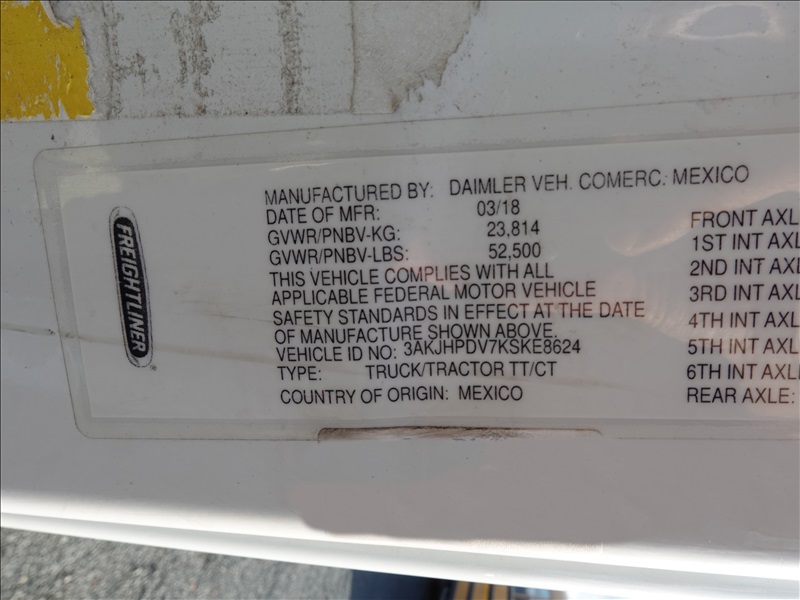 FREIGHTLINER
MANUFACTURED BY: DAIMLER VEH. COMERC. MEXICO
DATE OF MFR: 03/18
GVWR/PNBV-KG: 23,814
GVWR/PNBV-LBS: 52,500
THIS VEHICLE COMPLIES WITH ALL
APPLICABLE FEDERAL MOTOR VEHICLE
SAFETY STANDARDS IN EFFECT AT THE DATE
OF MANUFACTURE SHOWN ABOVE.
VEHICLE ID NO: 3AKJHPDV7KSKE8624
TYPE: TRUCK/TRACTOR TT/CT
COUNTRY OF ORIGIN: MEXICO
FRONT AXL
1ST INT AXL
2ND INT AXL
3RD INT AXL
4TH INT AXL
5TH INT AXL
6TH INT AXL
REAR AXLE: